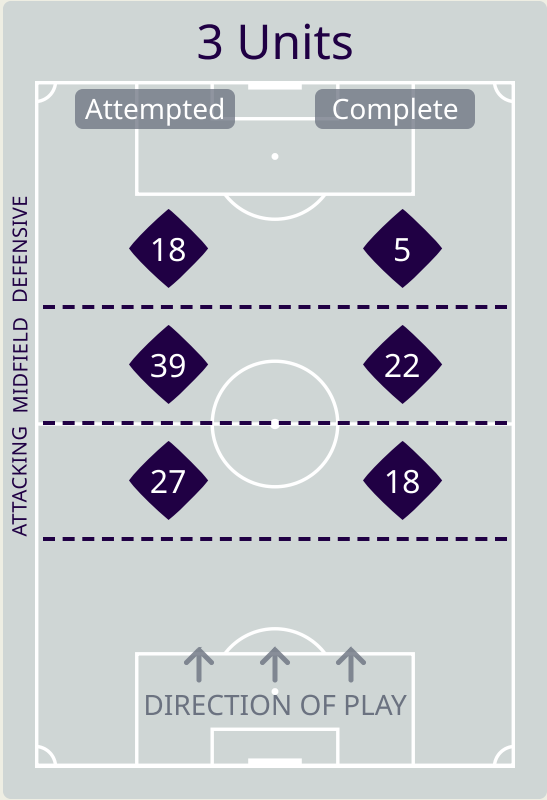 3 Units
Attempted
Complete
DEFENSIVE
18
5
MIDFIELD
39
22
ATTACKING
27
18
DIRECTION OF PLAY